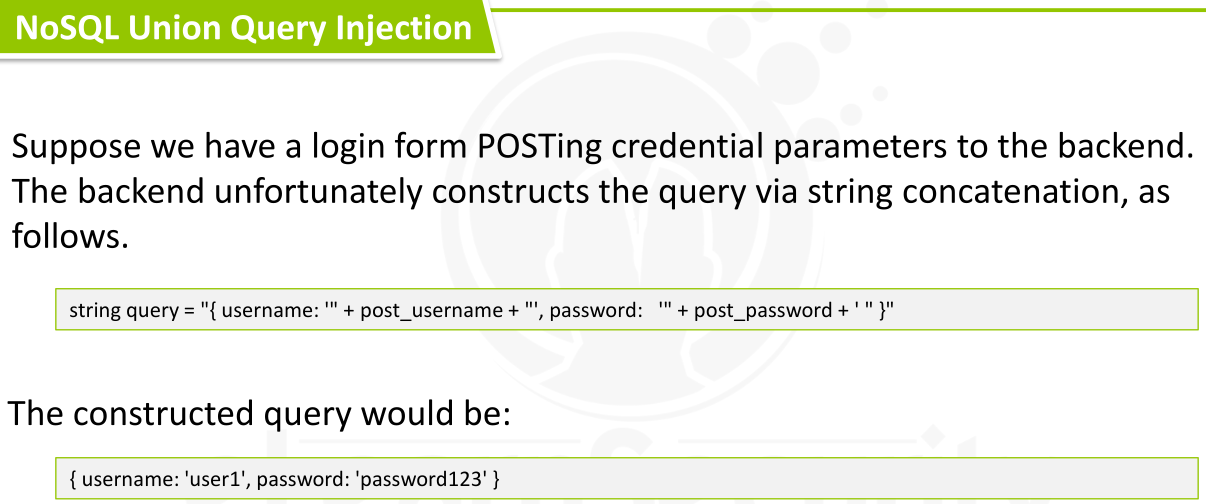 NoSQL Union Query Injection
Suppose we have a login form POSTing credential parameters to the backend.
The backend unfortunately constructs the query via string concatenation, as
follows.
string query = "{ username: '" + post_username + "', password:   '" + post_password + ' " }"
The constructed query would be:
{ username: 'user1', password: 'password123' }